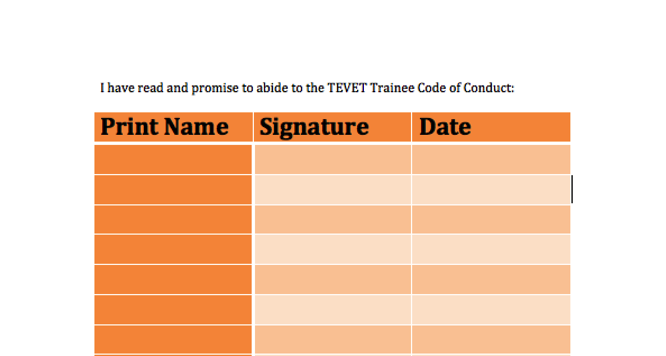 I have read and promise to abide to the TEVET Trainee Code of Conduct:
Print Name Signature Date